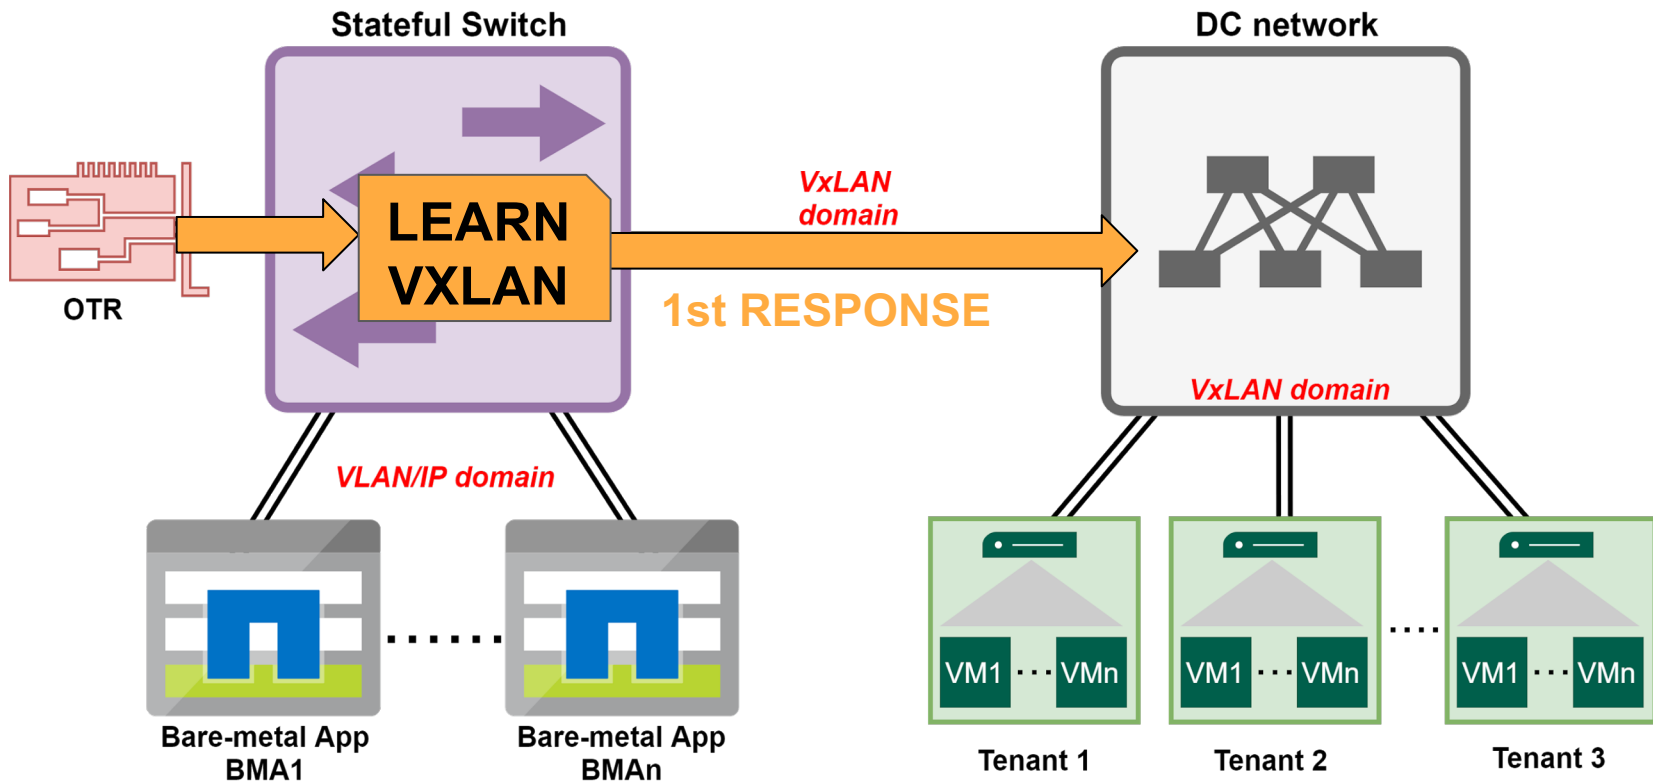 Stateful Switch
DC network
VxLAN
domain
LEARN
VXLAN
1st RESPONSE
OTR
VxLAN domain
VLAN/IP domain
VM1 ... VMn
VM1 ... VMn
VM1 ... VMn
Bare-metal App
BMA1
Bare-metal App
BMAn
Tenant 1
Tenant 2
Tenant 3